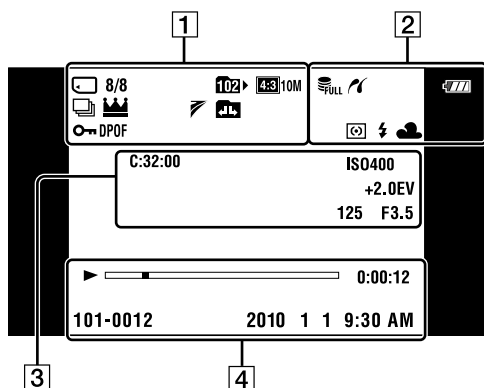 1 2
8/8 102 4:3 10M FULL
DPOF
C:32:00 ISO400
+2.0EV
125 F3.5
0:00:12
101-0012 2010 1 1 9:30 AM
3 4